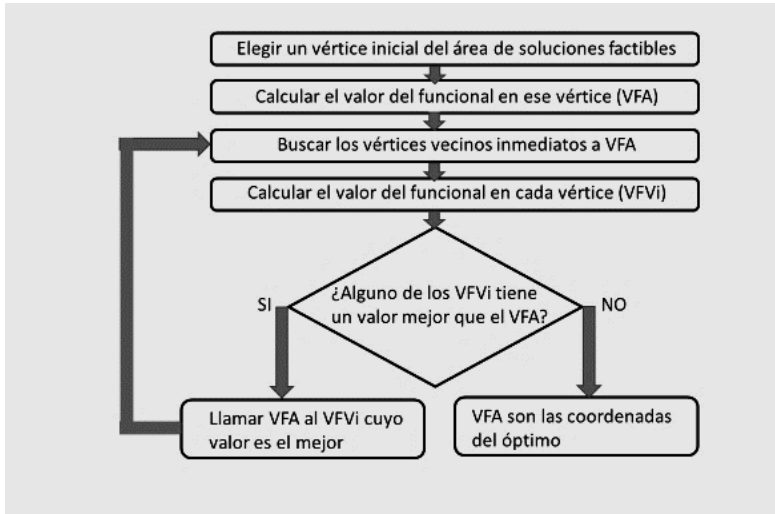 Elegir un vértice inicial del área de soluciones factibles
Calcular el valor del funcional en ese vértice (VFA)
Buscar los vértices vecinos inmediatos a VFA
Calcular el valor del funcional en cada vértice (VFVi)
¿Alguno de los VFVi tiene
un valor mejor que el VFA?
SI
NO
Llamar VFA al VFVi cuyo
valor es el mejor
VFA son las coordenadas
del óptimo